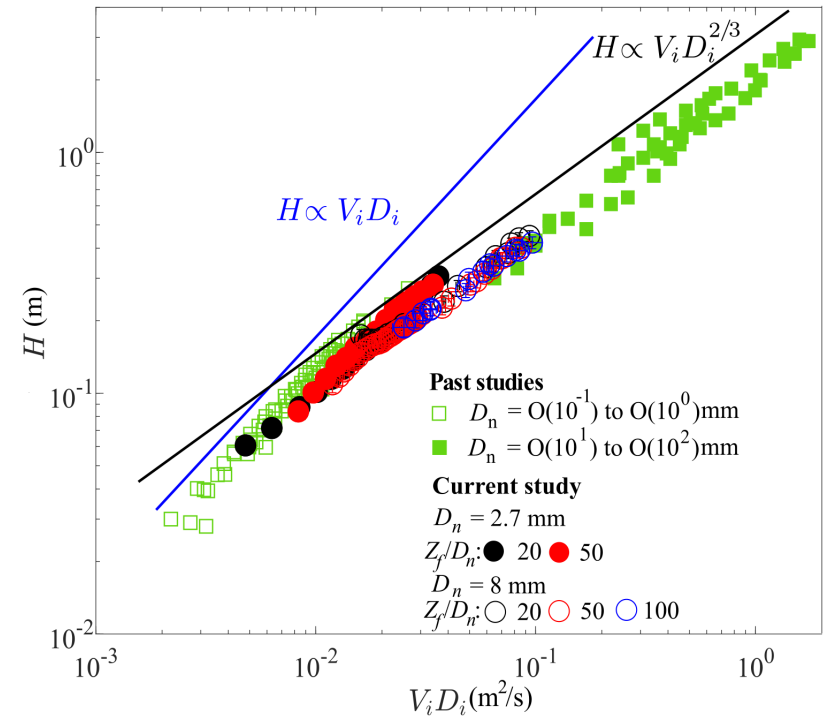 H ∝ V_i D_i^{2/3}
10^0
H ∝ V_i D_i
H (m)
10^{-1}
Past studies
D_n = O(10^{-1}) to O(10^0)mm
D_n = O(10^1) to O(10^2)mm
Current study
D_n = 2.7 mm
Z_f/D_n: 20 50
D_n = 8 mm
Z_f/D_n: 20 50 100
10^{-2}
10^{-3} 10^{-2} 10^{-1} 10^0
V_i D_i (m^2/s)